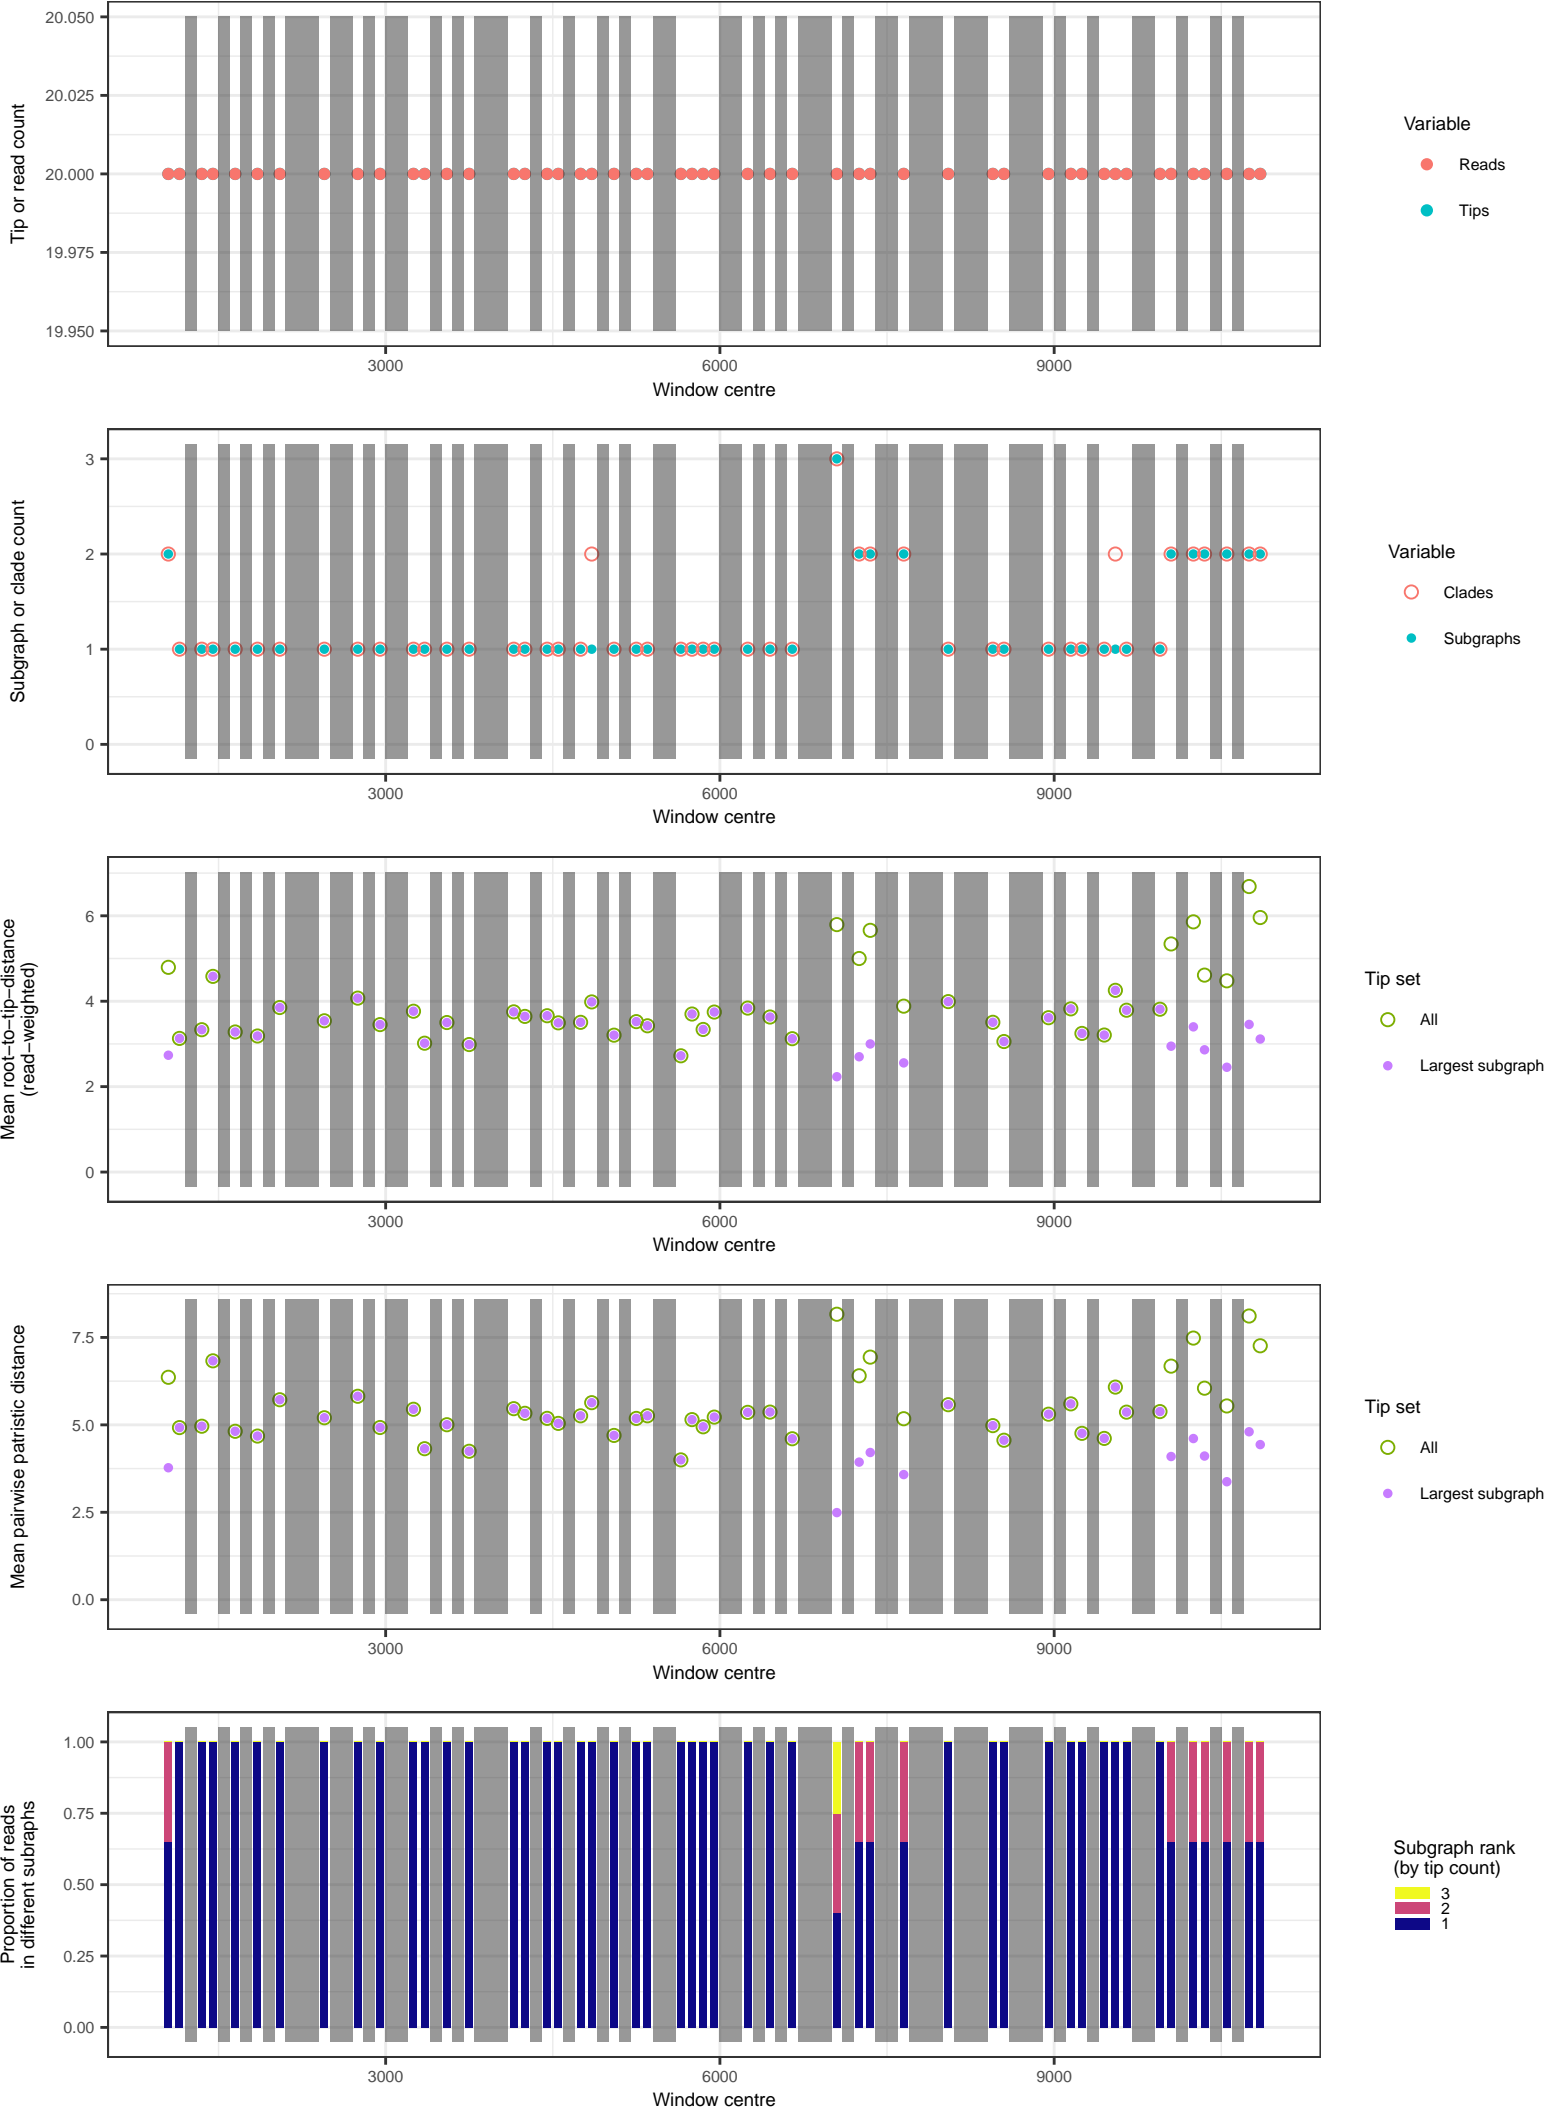 20.050
20.025
20.000
19.975
19.950
Tip or read count
3000 6000 9000
Window centre
Variable
Reads
Tips
3
2
1
0
Subgraph or clade count
3000 6000 9000
Window centre
Variable
Clades
Subgraphs
6
4
2
0
Mean root−to−tip−distance
(read−weighted)
3000 6000 9000
Window centre
Tip set
All
Largest subgraph
7.5
5.0
2.5
0.0
Mean pairwise patristic distance
3000 6000 9000
Window centre
Tip set
All
Largest subgraph
1.00
0.75
0.50
0.25
0.00
Proportion of reads
in different subraphs
3000 6000 9000
Window centre
Subgraph rank
(by tip count)
3
2
1